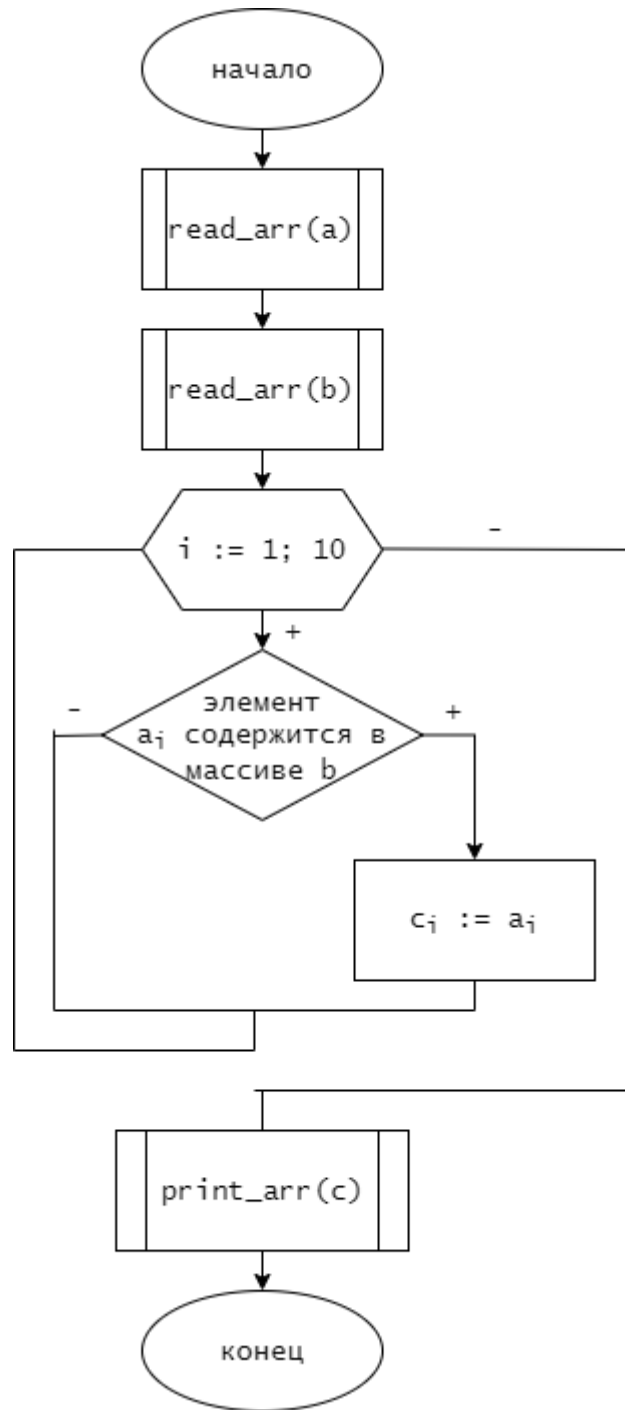 начало
read_arr(a)
read_arr(b)
i := 1; 10
-
+
элемент
aᵢ содержится в
массиве b
-
+
cᵢ := aᵢ
print_arr(c)
конец